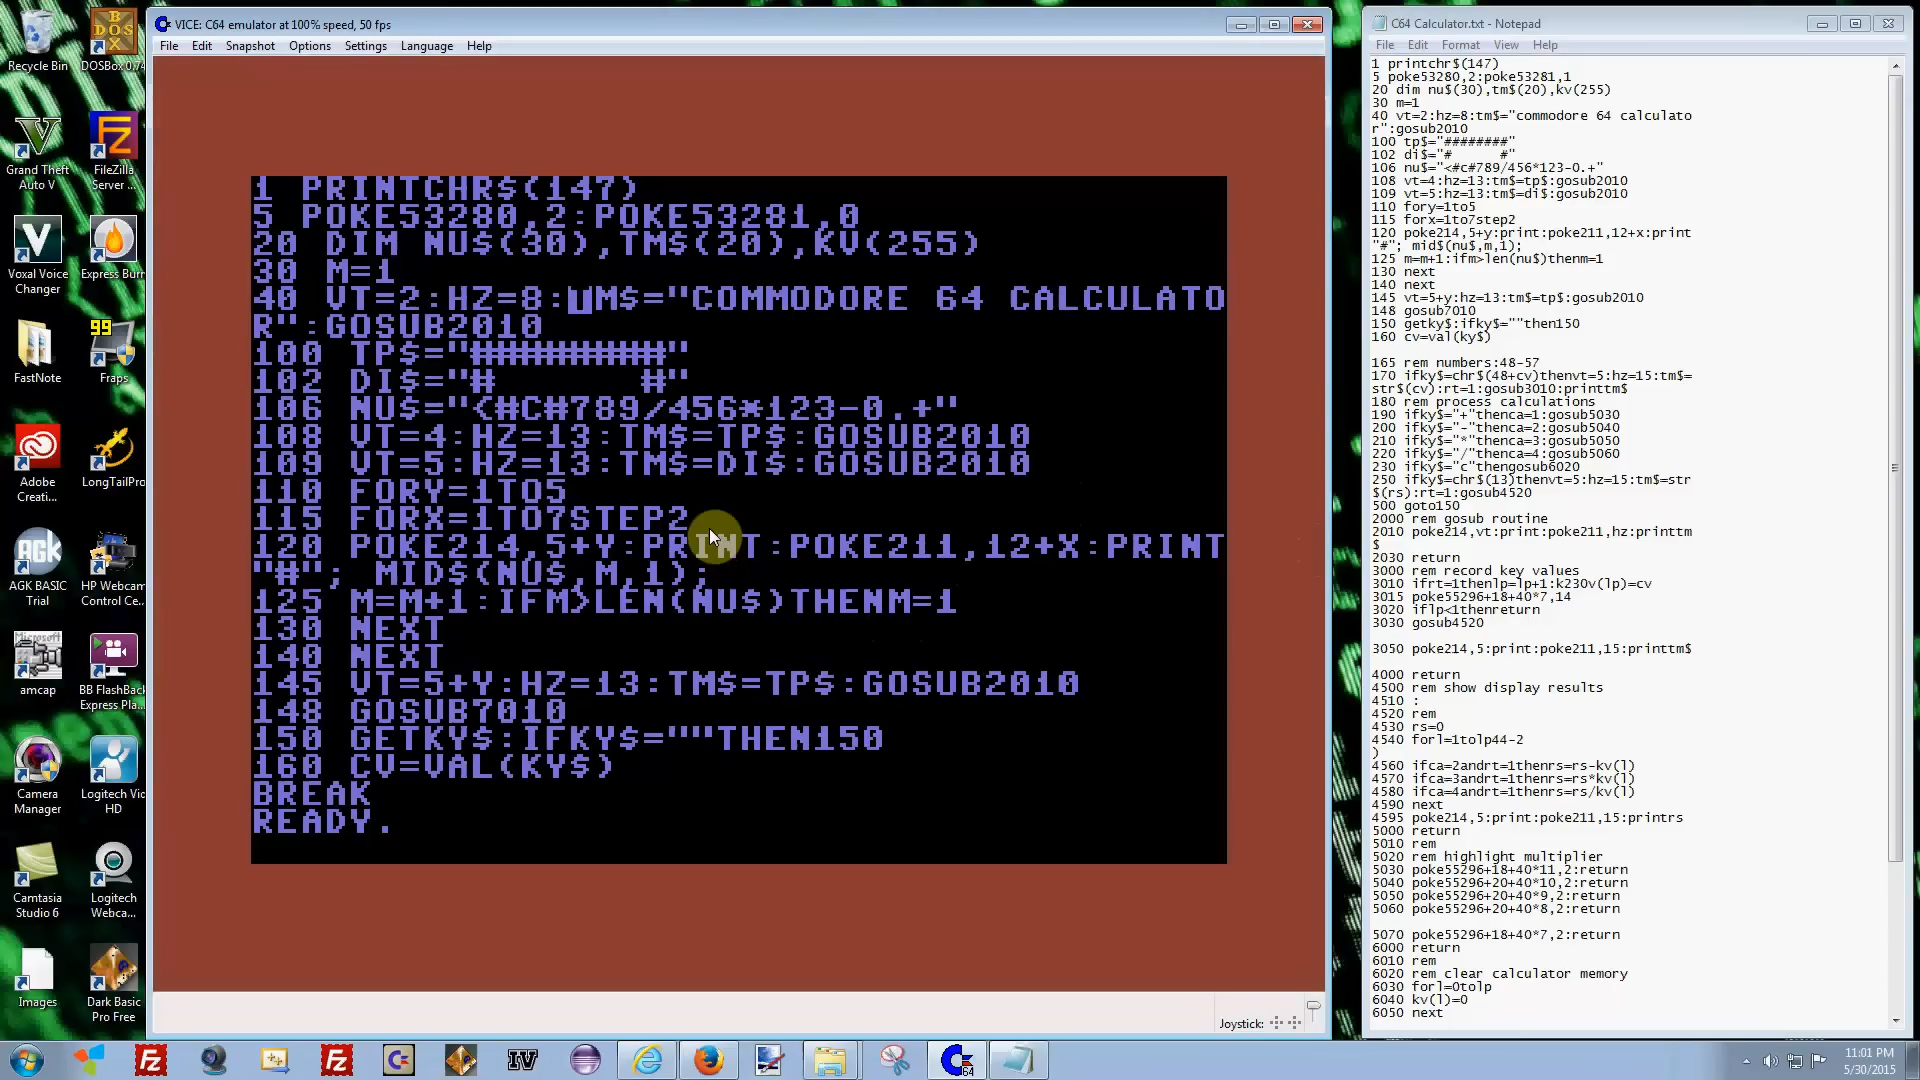 VICE: C64 emulator at 100% speed, 50 fps
File Edit Snapshot Options Settings Language Help
1 PRINTCHR$(147)
5 POKE53280,2:POKE53281,0
20 DIM NU$(30),TM$(20),KV(255)
30 M=1
40 VT=2:HZ=8:TM$="COMMODORE 64 CALCULATO
R":GOSUB2010
100 TP$="########"
102 DI$="#      #"
106 NU$="<#C#789/456*123-0.+"
108 VT=4:HZ=13:TM$=TP$:GOSUB2010
109 VT=5:HZ=13:TM$=DI$:GOSUB2010
110 FORY=1TO5
115 FORX=1TO7STEP2
120 POKE214,5+Y:PRINT:POKE211,12+X:PRINT
"#"; MID$(NU$,M,1);
125 M=M+1:IFM>LEN(NU$)THENM=1
130 NEXT
140 NEXT
145 VT=5+Y:HZ=13:TM$=TP$:GOSUB2010
148 GOSUB7010
150 GETKY$:IFKY$=""THEN150
160 CV=VAL(KY$)
BREAK
READY.
Joystick:
C64 Calculator.txt - Notepad
File Edit Format View Help
1 printchr$(147)
5 poke53280,2:poke53281,1
20 dim nu$(30),tm$(20),kv(255)
30 m=1
40 vt=2:hz=8:tm$="commodore 64 calculato
r":gosub2010
100 tp$="########"
102 di$="#      #"
106 nu$="<#c#789/456*123-0.+"
108 vt=4:hz=13:tm$=tp$:gosub2010
109 vt=5:hz=13:tm$=di$:gosub2010
110 fory=1to5
115 forx=1to7step2
120 poke214,5+y:print:poke211,12+x:print
"#"; mid$(nu$,m,1);
125 m=m+1:ifm>len(nu$)thenm=1
130 next
140 next
145 vt=5+y:hz=13:tm$=tp$:gosub2010
148 gosub7010
150 getky$:ifky$=""then150
160 cv=val(ky$)
165 rem numbers:48-57
170 ifky$=chr$(48+cv)thenvt=5:hz=15:tm$=
str$(cv):rt=1:gosub3010:printtm$
180 rem process calculations
190 ifky$="+"thenca=1:gosub5030
200 ifky$="-"thenca=2:gosub5040
210 ifky$="*"thenca=3:gosub5050
220 ifky$="/"thenca=4:gosub5060
230 ifky$="c"thengosub6020
250 ifky$=chr$(13)thenvt=5:hz=15:tm$=str
$(rs):rt=1:gosub4520
500 goto150
2000 rem gosub routine
2010 poke214,vt:print:poke211,hz:printtm
$
2030 return
3000 rem record key values
3010 ifrt=1thenlp=lp+1:k230v(lp)=cv
3015 poke55296+18+40*7,14
3020 iflp<1thenreturn
3030 gosub4520
3050 poke214,5:print:poke211,15:printtm$
4000 return
4500 rem show display results
4510 :
4520 rem
4530 rs=0
4540 forl=1tolp44-2
)
4560 ifca=2andrt=1thenrs=rs-kv(l)
4570 ifca=3andrt=1thenrs=rs*kv(l)
4580 ifca=4andrt=1thenrs=rs/kv(l)
4590 next
4595 poke214,5:print:poke211,15:printrs
5000 return
5010 rem
5020 rem highlight multiplier
5030 poke55296+18+40*11,2:return
5040 poke55296+20+40*10,2:return
5050 poke55296+20+40*9,2:return
5060 poke55296+20+40*8,2:return
5070 poke55296+18+40*7,2:return
6000 return
6010 rem
6020 rem clear calculator memory
6030 forl=0tolp
6040 kv(l)=0
6050 next
Recycle Bin
DOSBox 0.74
Grand Theft
Auto V
FileZilla
Server ...
Voxal Voice
Changer
Express Burn
FastNote
99
Fraps
Adobe
Creati...
LongTailPro
AGK
AGK BASIC
Trial
HP Webcam
Control Ce...
amcap
BB FlashBack
Express Pla...
Camera
Manager
Logitech Vid
HD
Camtasia
Studio 6
Logitech
Webca...
Images
Dark Basic
Pro Free
IV
64
11:01 PM
5/30/2015